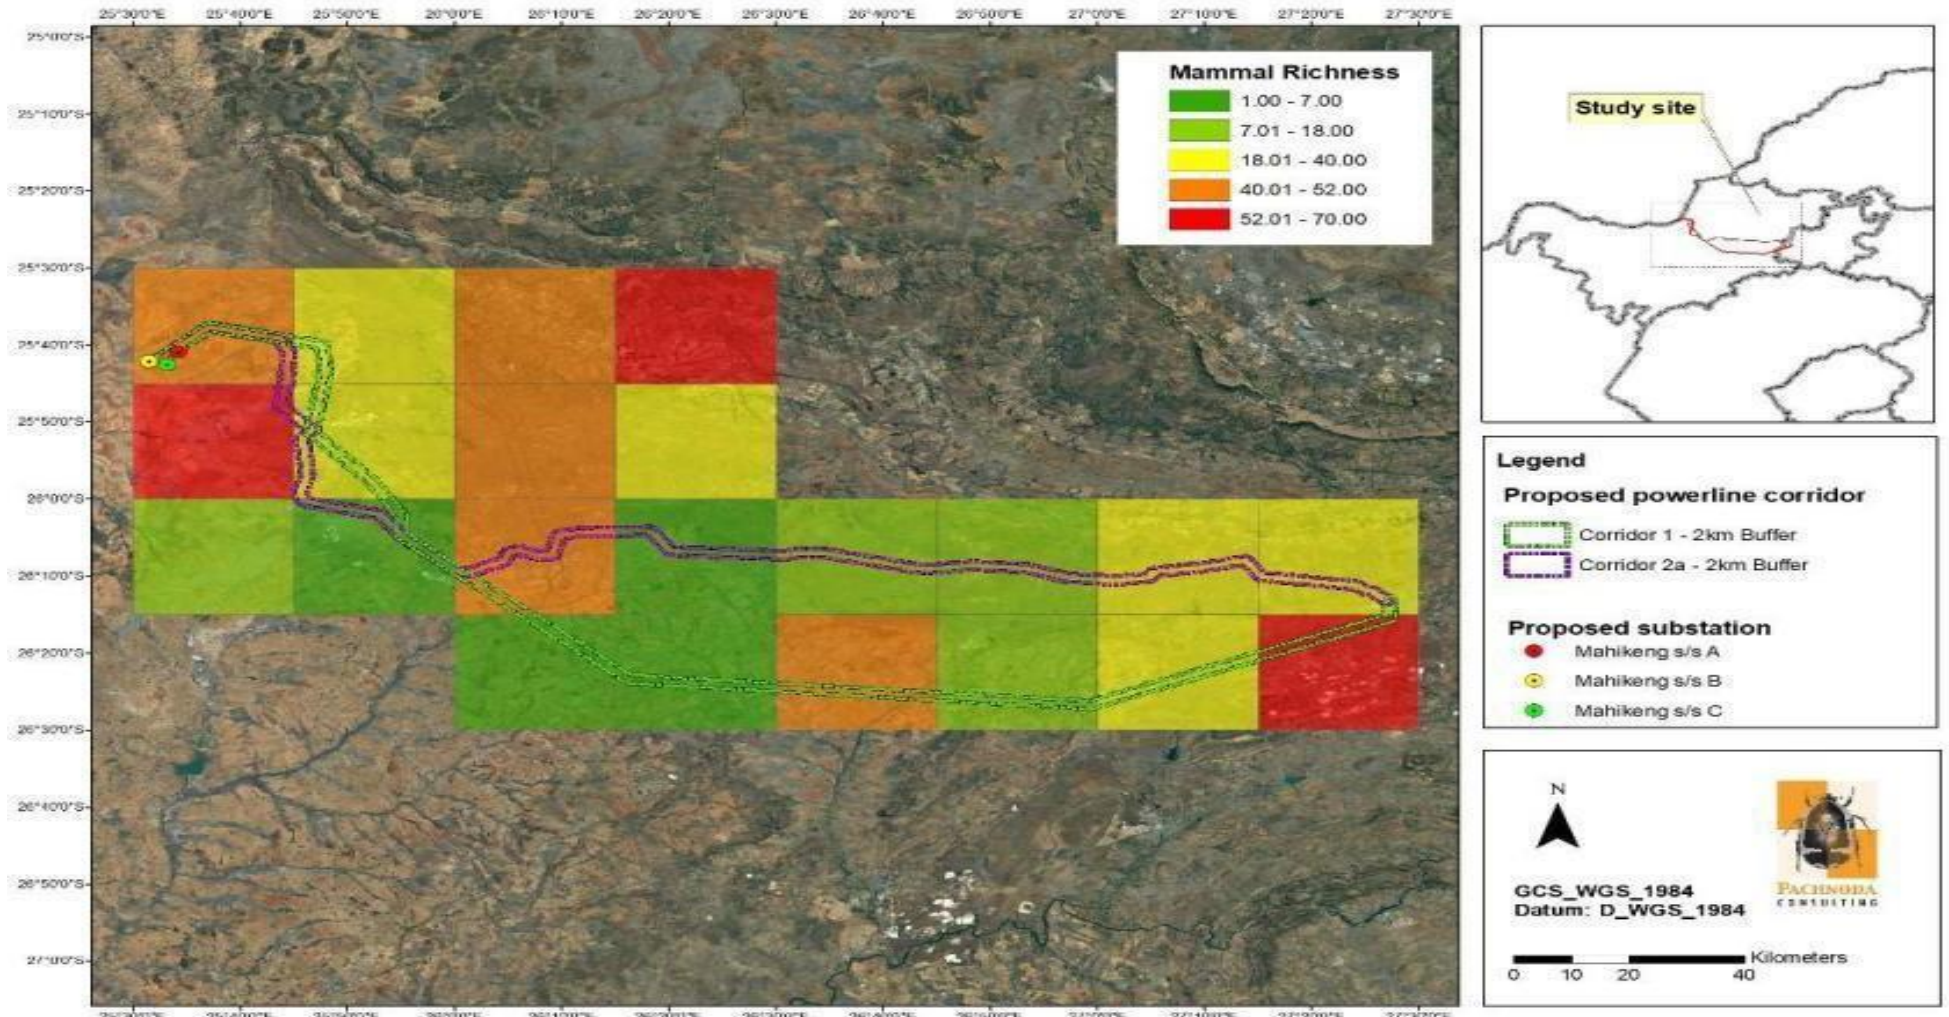 25°30'0"E 25°40'0"E 25°50'0"E 26°0'0"E 26°10'0"E 26°20'0"E 26°30'0"E 26°40'0"E 26°50'0"E 27°0'0"E 27°10'0"E 27°20'0"E 27°30'0"E
25°0'0"S
25°10'0"S
25°20'0"S
25°30'0"S
25°40'0"S
25°50'0"S
26°0'0"S
26°10'0"S
26°20'0"S
26°30'0"S
26°40'0"S
26°50'0"S
27°0'0"S
Mammal Richness
1.00 - 7.00
7.01 - 18.00
18.01 - 40.00
40.01 - 52.00
52.01 - 70.00
Study site
Legend
Proposed powerline corridor
Corridor 1 - 2km Buffer
Corridor 2a - 2km Buffer
Proposed substation
Mahikeng s/s A
Mahikeng s/s B
Mahikeng s/s C
N
PACHNODA
CONSULTING
GCS_WGS_1984
Datum: D_WGS_1984
Kilometers
0 10 20 40